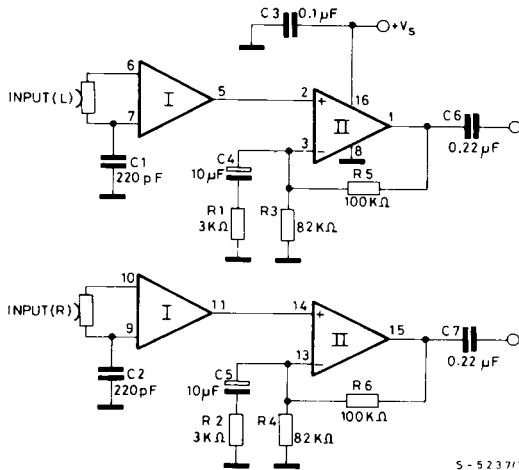 C3 0.1µF
+Vs
INPUT(L)
6
7
I
5
2
+
16
II
3
-
8
1
C6
0.22µF
C1
220pF
C4
10µF
R1
3KΩ
R3
82KΩ
R5
100KΩ
INPUT(R)
10
9
I
11
14
+
II
13
-
15
C7
0.22µF
C2
220pF
C5
10µF
R2
3KΩ
R4
82KΩ
R6
100KΩ